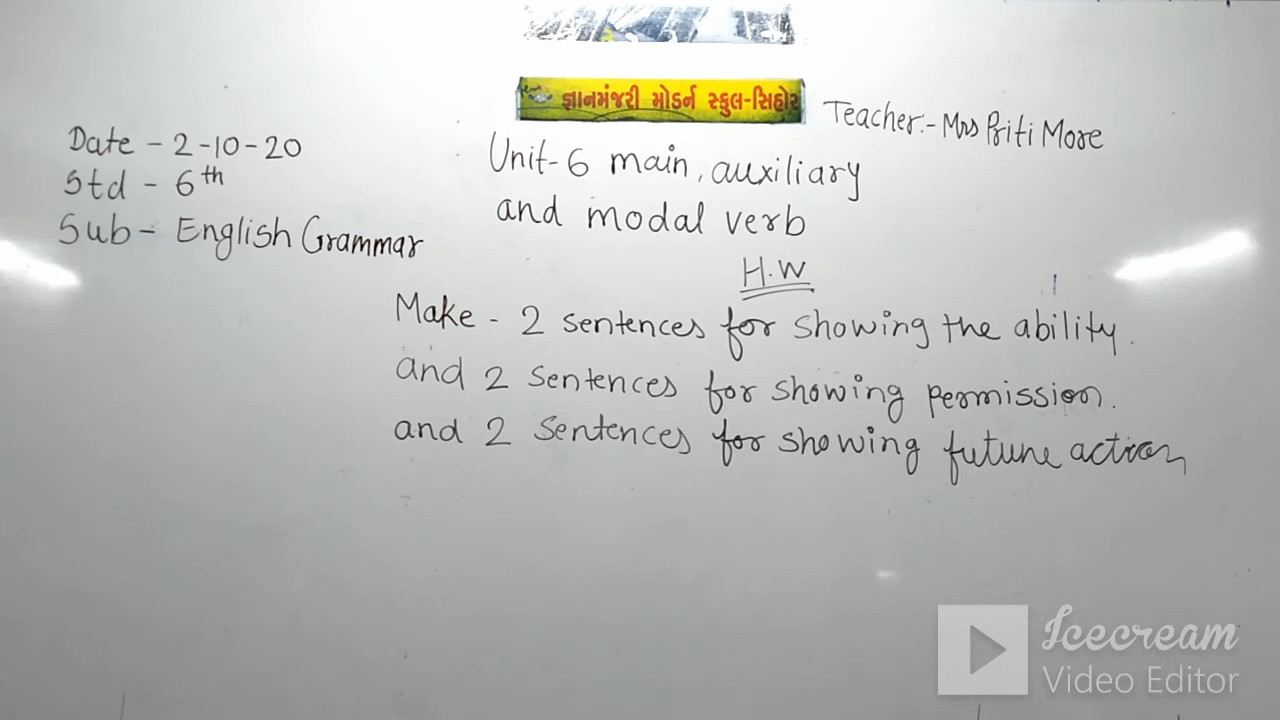 જ્ઞાનમંજરી મોડર્ન સ્કુલ-સિહોર
Teacher:- Mrs Priti More
Date - 2-10-20
Std - 6th
Sub - English Grammar
Unit-6 main, auxiliary
and modal verb
H.W
Make - 2 sentences for showing the ability.
and 2 sentences for showing permission.
and 2 sentences for showing future action
Icecream
Video Editor